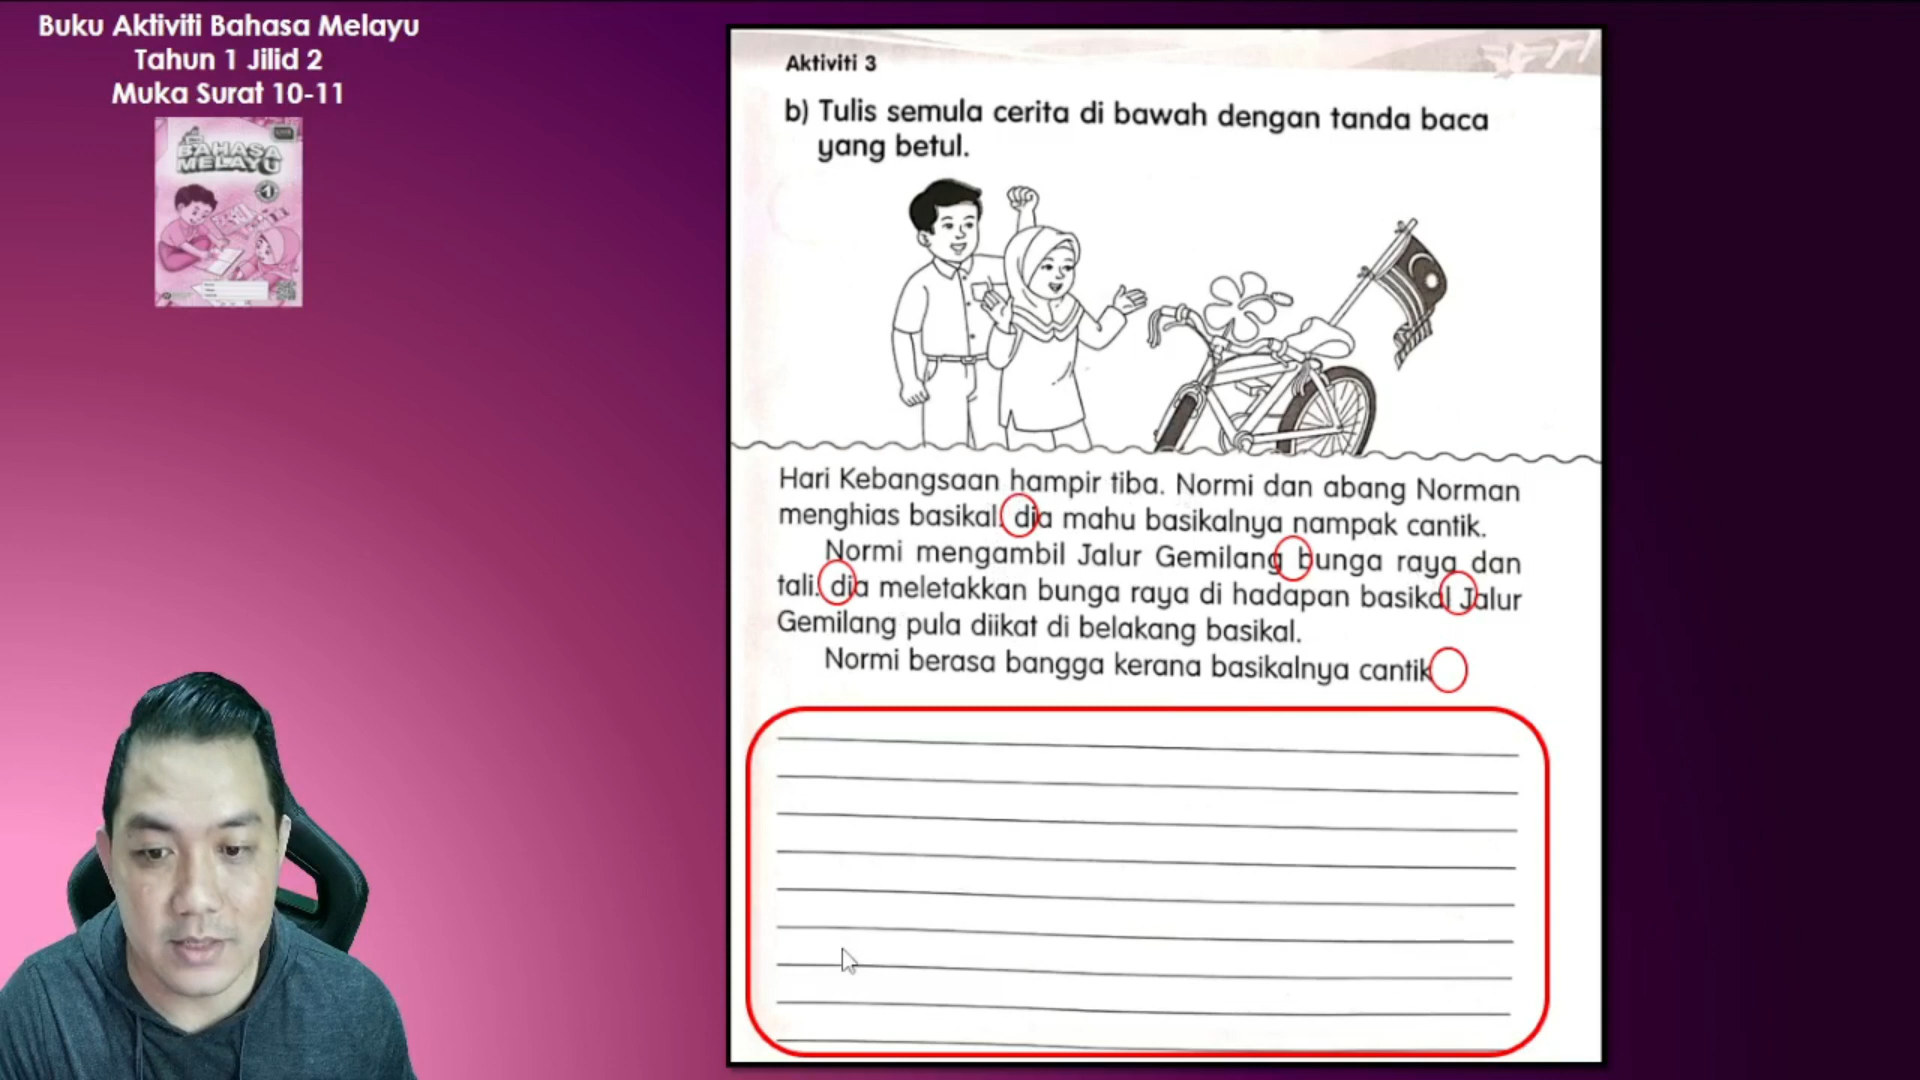 Buku Aktiviti Bahasa Melayu
Tahun 1 Jilid 2
Muka Surat 10-11
BAHASA
MELAYU
1
Aktiviti 3
b) Tulis semula cerita di bawah dengan tanda baca
yang betul.
Hari Kebangsaan hampir tiba. Normi dan abang Norman
menghias basikal. dia mahu basikalnya nampak cantik.
Normi mengambil Jalur Gemilang bunga raya dan
tali. dia meletakkan bunga raya di hadapan basikal Jalur
Gemilang pula diikat di belakang basikal.
Normi berasa bangga kerana basikalnya cantik